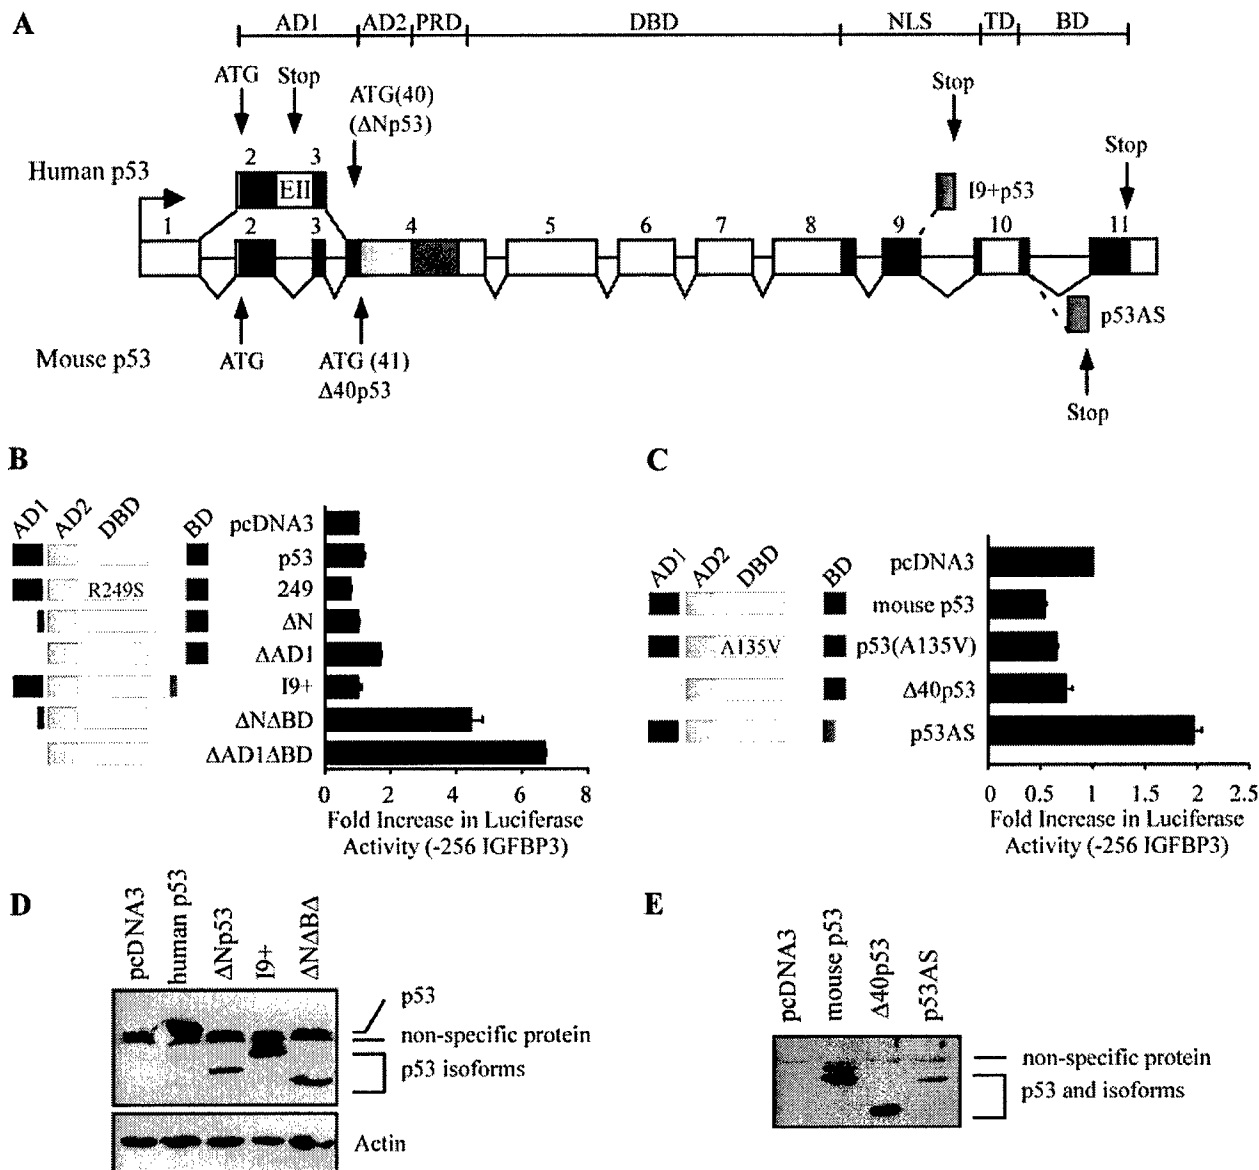 A
AD1 AD2 PRD DBD NLS TD BD
ATG Stop
ATG(40)
(ΔNp53)
Stop
Stop
Human p53
2 EII 3
I9+p53
1 2 3 4 5 6 7 8 9 10 11
p53AS
Mouse p53
ATG
ATG (41)
Δ40p53
Stop
B
AD1 AD2 DBD BD
pcDNA3
p53
R249S 249
ΔN
ΔAD1
I9+
ΔNΔBD
ΔAD1ΔBD
0 2 4 6 8
Fold Increase in Luciferase
Activity (-256 IGFBP3)
C
AD1 AD2 DBD BD
pcDNA3
mouse p53
A135V p53(A135V)
Δ40p53
p53AS
0 0.5 1 1.5 2 2.5
Fold Increase in Luciferase
Activity (-256 IGFBP3)
D
pcDNA3
human p53
ΔNp53
I9+
ΔNΔBΔ
p53
non-specific protein
p53 isoforms
Actin
E
pcDNA3
mouse p53
Δ40p53
p53AS
non-specific protein
p53 and isoforms